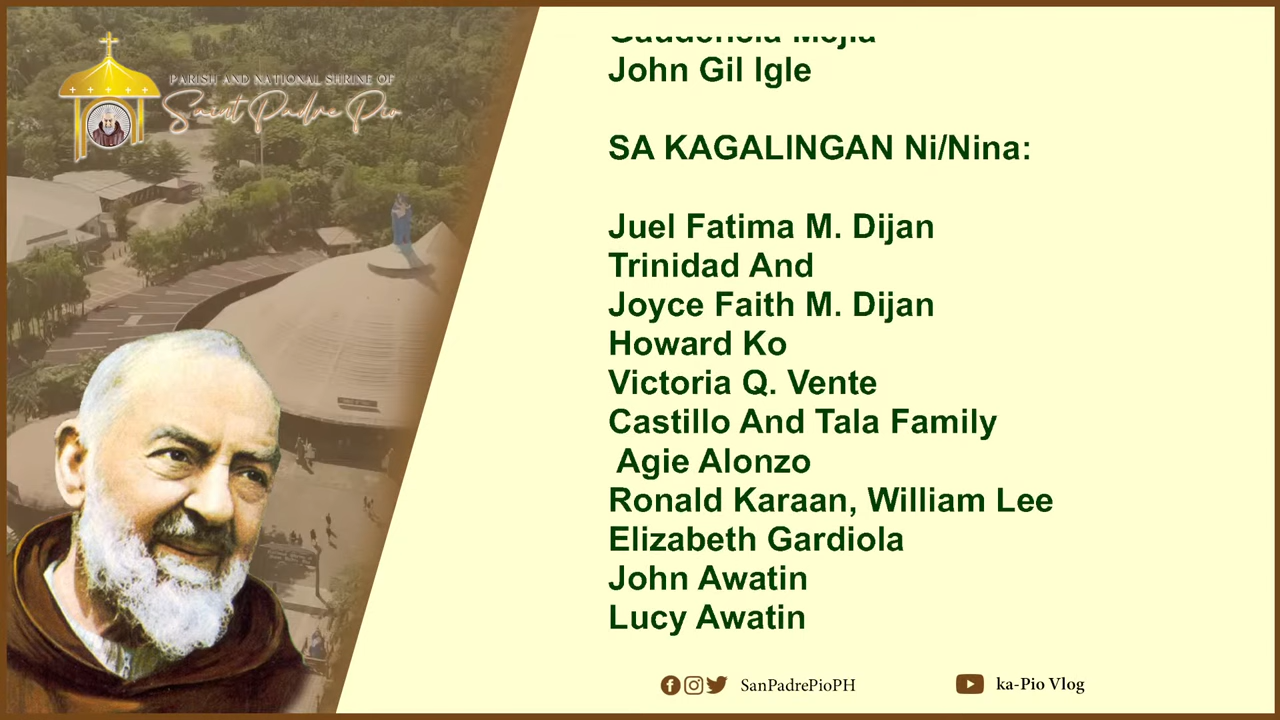 PARISH AND NATIONAL SHRINE OF
Saint Padre Pio
John Gil Igle
SA KAGALINGAN Ni/Nina:
Juel Fatima M. Dijan
Trinidad And
Joyce Faith M. Dijan
Howard Ko
Victoria Q. Vente
Castillo And Tala Family
Agie Alonzo
Ronald Karaan, William Lee
Elizabeth Gardiola
John Awatin
Lucy Awatin
SanPadrePioPH
ka-Pio Vlog